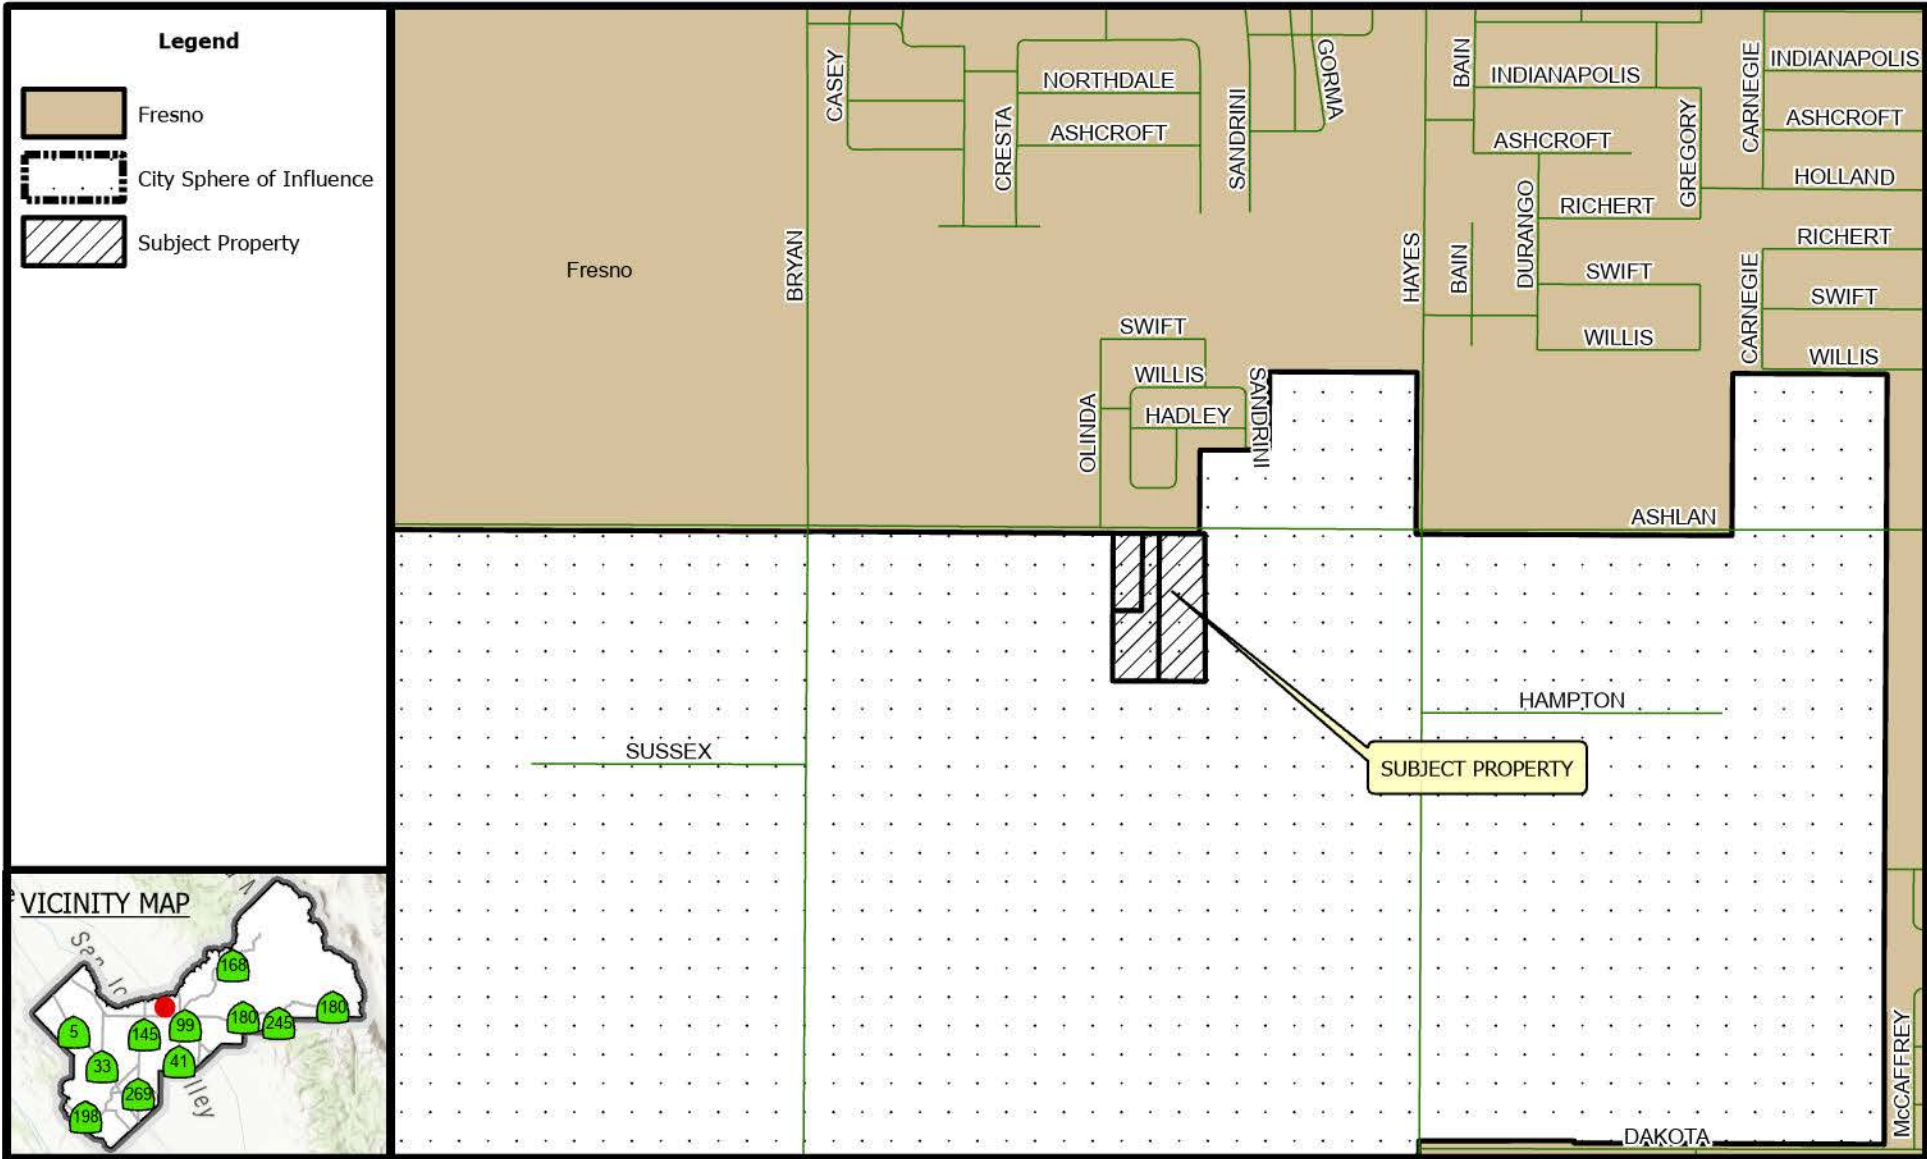 Legend
Fresno
City Sphere of Influence
Subject Property
VICINITY MAP
168
180
5
145
99
180
245
33
41
269
198
lley
CASEY
NORTHDALE
CRESTA
ASHCROFT
SANDRINI
GORMA
BAIN
INDIANAPOLIS
CARNEGIE
INDIANAPOLIS
ASHCROFT
ASHCROFT
GREGORY
HOLLAND
DURANGO
RICHERT
RICHERT
BRYAN
Fresno
HAYES
BAIN
SWIFT
CARNEGIE
SWIFT
WILLIS
WILLIS
SWIFT
WILLIS
SANDRINI
OLINDA
HADLEY
ASHLAN
HAMPTON
SUSSEX
SUBJECT PROPERTY
McCAFFREY
DAKOTA